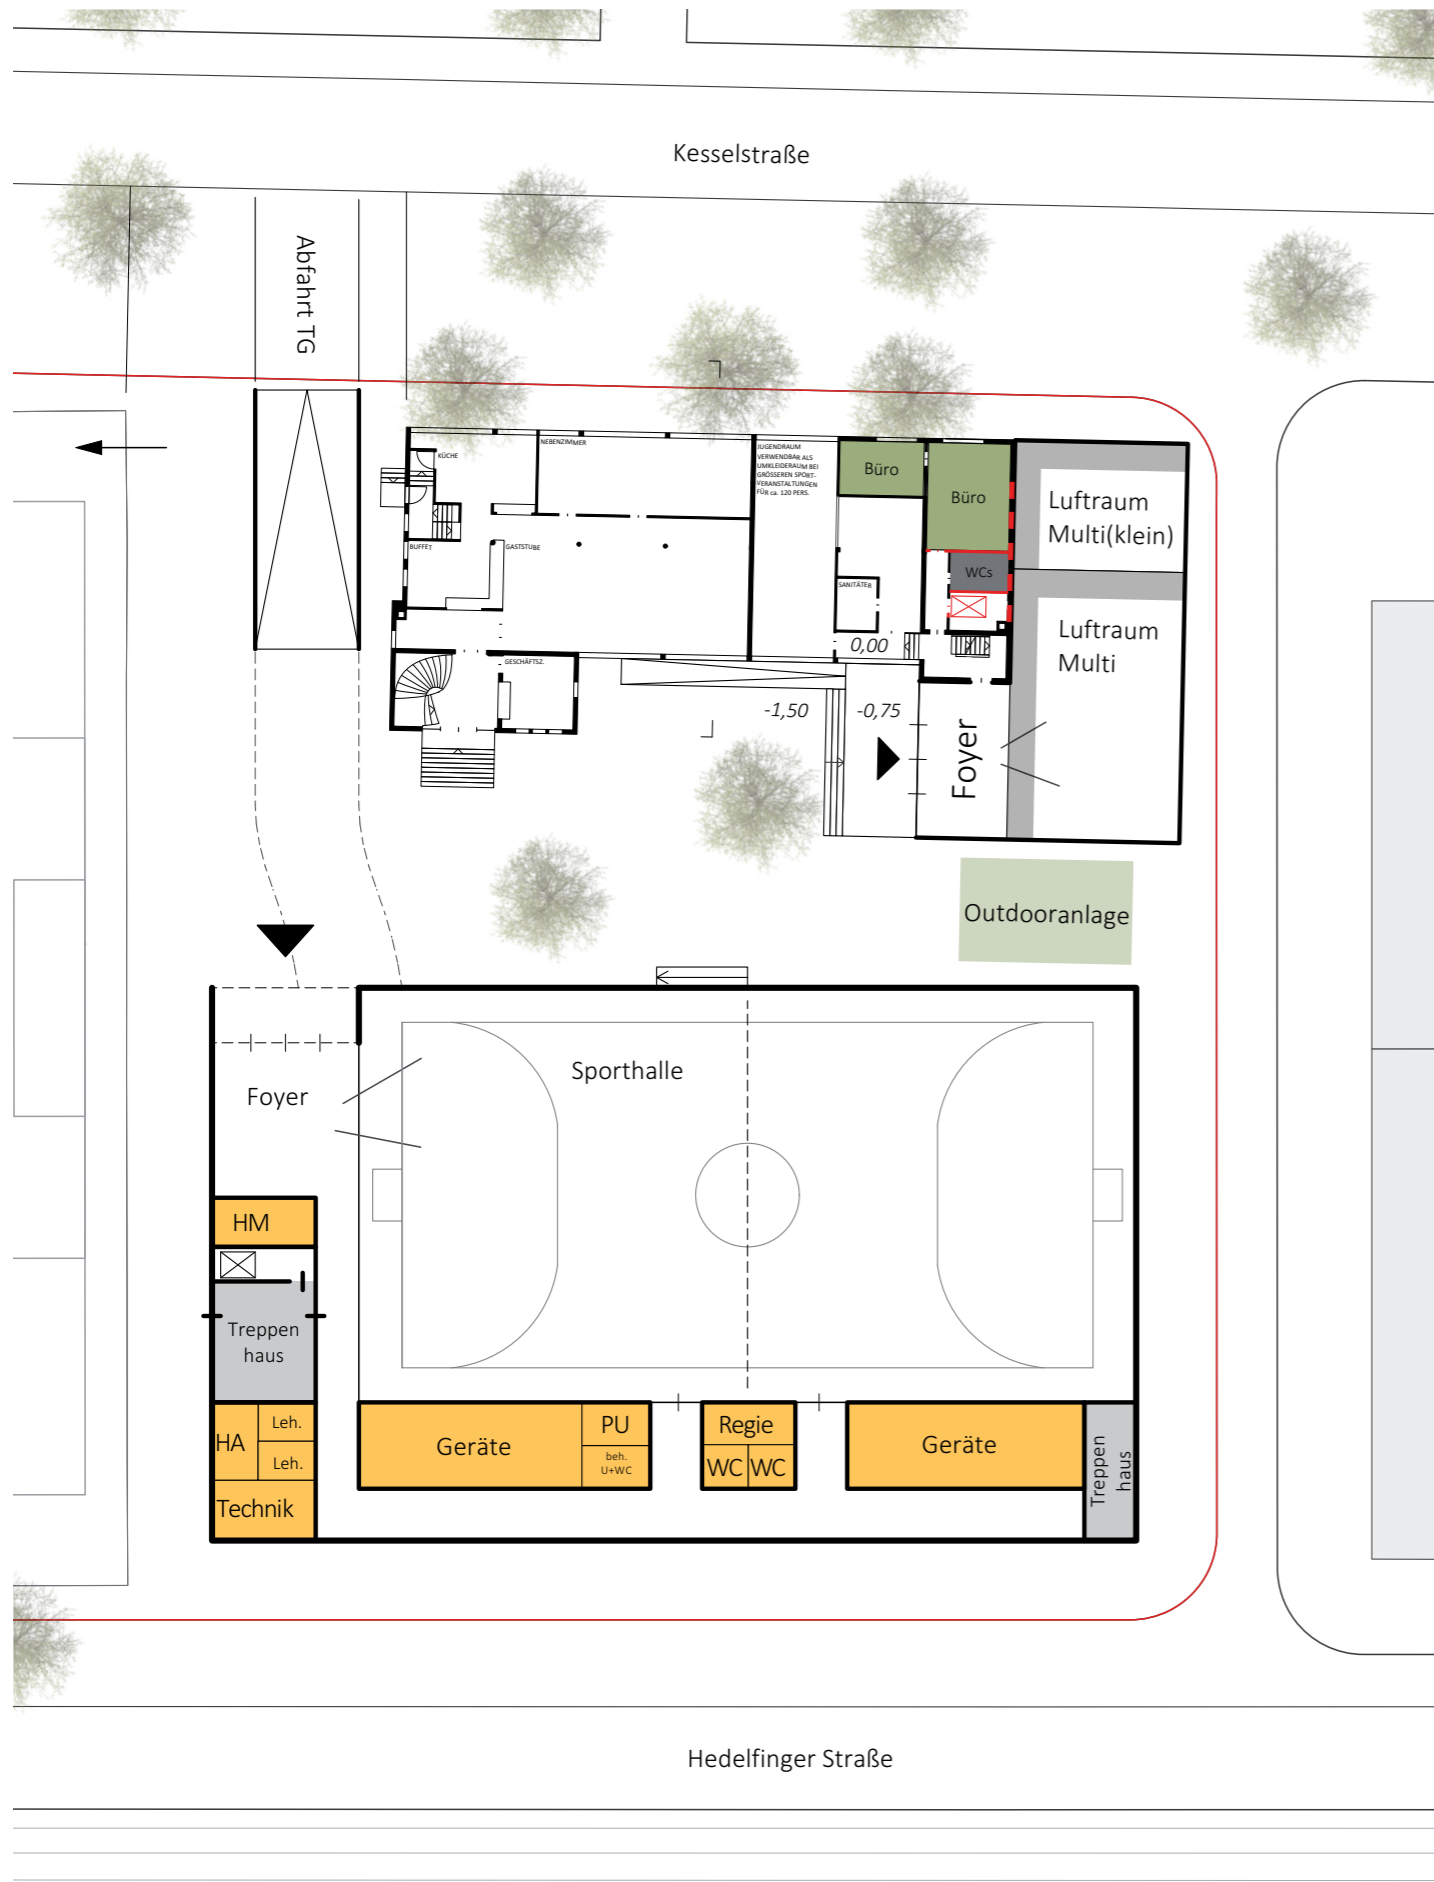 Kesselstraße
Abfahrt TG
KÜCHE
NEBENZIMMER
JUGENDRAUM
VERWENDBAR ALS
UMKLEIDERAUM BEI
GRÖSSEREN SPORT-
VERANSTALTUNGEN
FÜR ca. 120 PERS.
Büro
Büro
Luftraum
Multi(klein)
BUFFET
GASTSTUBE
SANITÄTER
WCs
Luftraum
Multi
0,00
GESCHÄFTSZ.
-1,50
-0,75
Foyer
Outdooranlage
Sporthalle
Foyer
HM
Treppen
haus
HA
Leh.
Leh.
Technik
Geräte
PU
beh.
U+WC
Regie
WC
WC
Geräte
Treppen
haus
Hedelfinger Straße